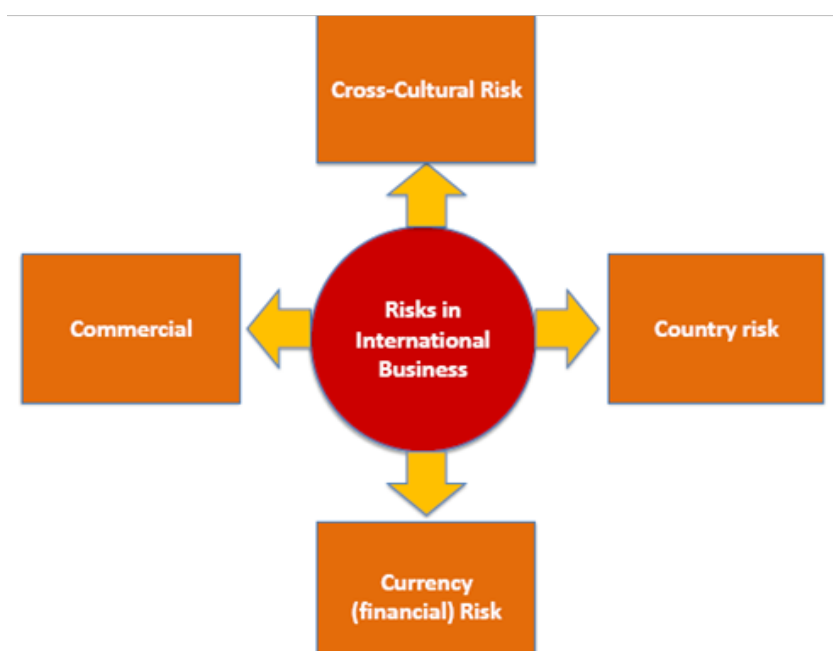 Cross-Cultural Risk
Commercial
Risks in
International
Business
Country risk
Currency
(financial) Risk